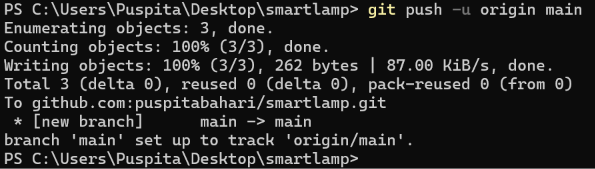 PS C:\Users\Puspita\Desktop\smartlamp> git push -u origin main
Enumerating objects: 3, done.
Counting objects: 100% (3/3), done.
Writing objects: 100% (3/3), 262 bytes | 87.00 KiB/s, done.
Total 3 (delta 0), reused 0 (delta 0), pack-reused 0 (from 0)
To github.com:puspitabahari/smartlamp.git
 * [new branch]      main -> main
branch 'main' set up to track 'origin/main'.
PS C:\Users\Puspita\Desktop\smartlamp>